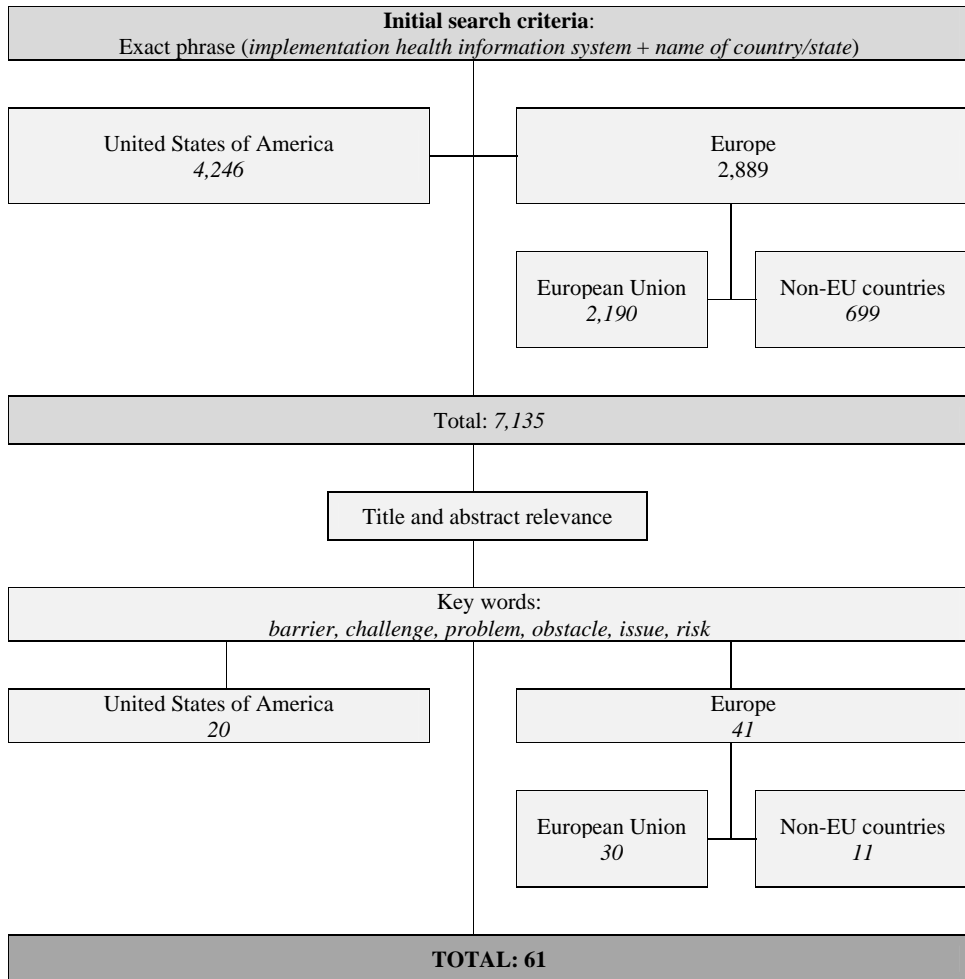 Initial search criteria:
Exact phrase (implementation health information system + name of country/state)
United States of America
4,246
Europe
2,889
European Union
2,190
Non-EU countries
699
Total: 7,135
Title and abstract relevance
Key words:
barrier, challenge, problem, obstacle, issue, risk
United States of America
20
Europe
41
European Union
30
Non-EU countries
11
TOTAL: 61